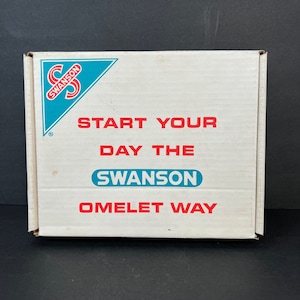 SWANSON
®
START YOUR
DAY THE
SWANSON
OMELET WAY